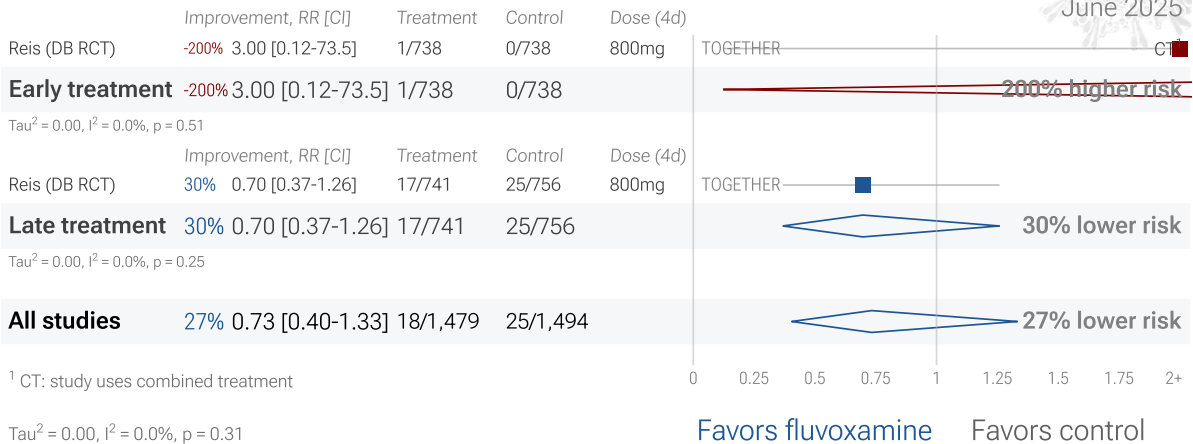 June 2025
Improvement, RR [CI] Treatment Control Dose (4d)
Reis (DB RCT) -200% 3.00 [0.12-73.5] 1/738 0/738 800mg TOGETHER CT¹
Early treatment -200% 3.00 [0.12-73.5] 1/738 0/738 200% higher risk
Tau² = 0.00, I² = 0.0%, p = 0.51
Improvement, RR [CI] Treatment Control Dose (4d)
Reis (DB RCT) 30% 0.70 [0.37-1.26] 17/741 25/756 800mg TOGETHER
Late treatment 30% 0.70 [0.37-1.26] 17/741 25/756 30% lower risk
Tau² = 0.00, I² = 0.0%, p = 0.25
All studies 27% 0.73 [0.40-1.33] 18/1,479 25/1,494 27% lower risk
¹ CT: study uses combined treatment 0 0.25 0.5 0.75 1 1.25 1.5 1.75 2+
Tau² = 0.00, I² = 0.0%, p = 0.31 Favors fluvoxamine Favors control